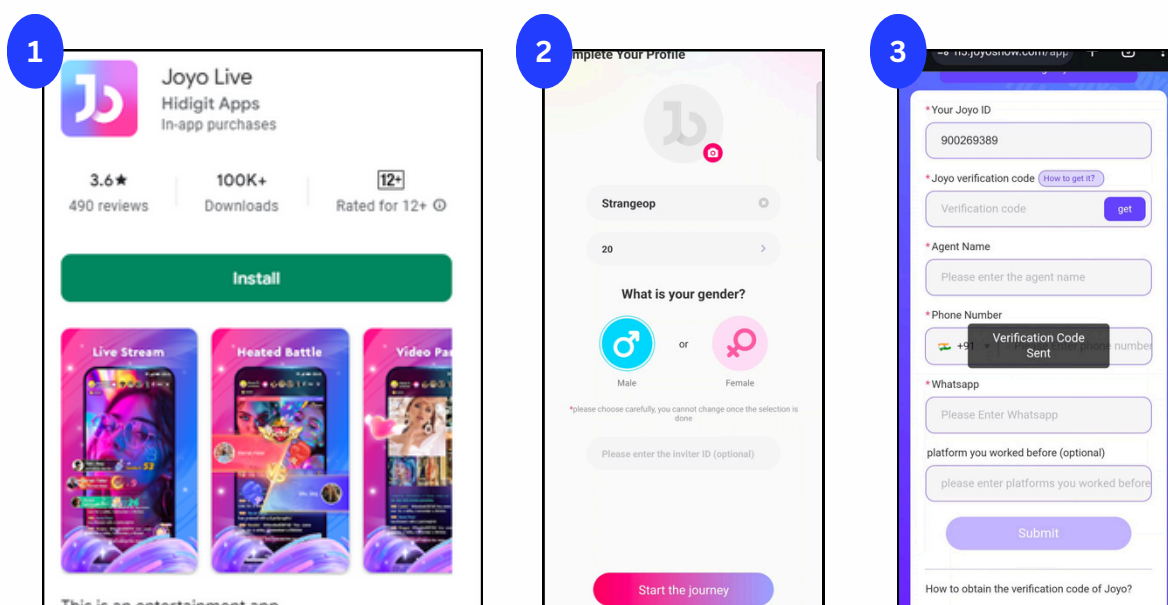 1
Joyo Live
Hidigit Apps
In-app purchases
3.6★
490 reviews
100K+
Downloads
12+
Rated for 12+
Install
Live Stream
Heated Battle
Video Pa
This is an entertainment app
2
mplete Your Profile
Strangeop
20
What is your gender?
Male
or
Female
*please choose carefully, you cannot change once the selection is
done
Please enter the inviter ID (optional)
Start the journey
3
h5.joyoshow.com/app
*Your Joyo ID
900269389
*Joyo verification code
How to get it?
Verification code
get
*Agent Name
Please enter the agent name
*Phone Number
+91
phone number
Verification Code
Sent
*Whatsapp
Please Enter Whatsapp
platform you worked before (optional)
please enter platforms you worked before
Submit
How to obtain the verification code of Joyo?